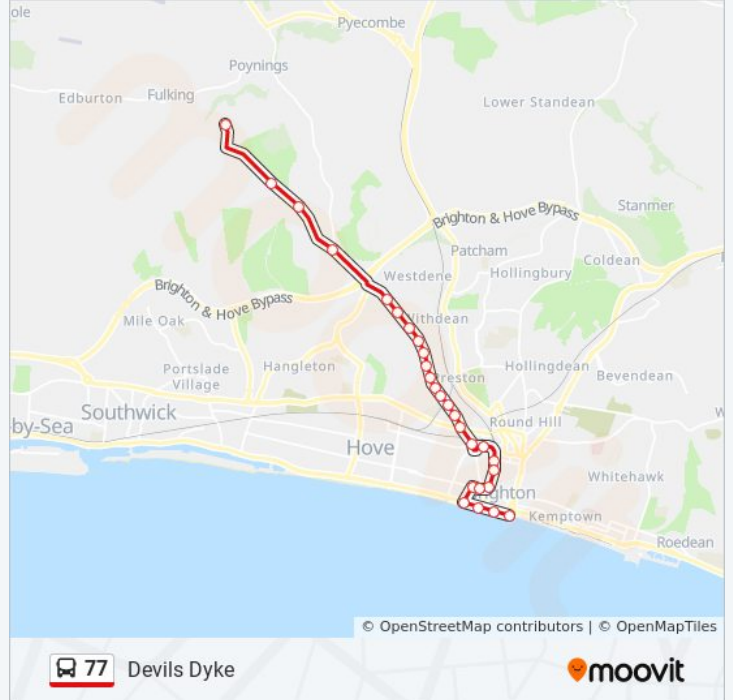 ole
Pyecombe
Poynings
Edburton
Fulking
Lower Standean
Stanmer
Brighton & Hove Bypass
Patcham
Coldean
Westdene
Hollingbury
Brighton & Hove Bypass
Mile Oak
Withdean
Portslade
Village
Hangleton
Hollingdean
Preston
Bevendean
Southwick
by-Sea
Round Hill
Hove
Whitehawk
Brighton
Kemptown
Roedean
© OpenStreetMap contributors | © OpenMapTiles
77 Devils Dyke
moovit